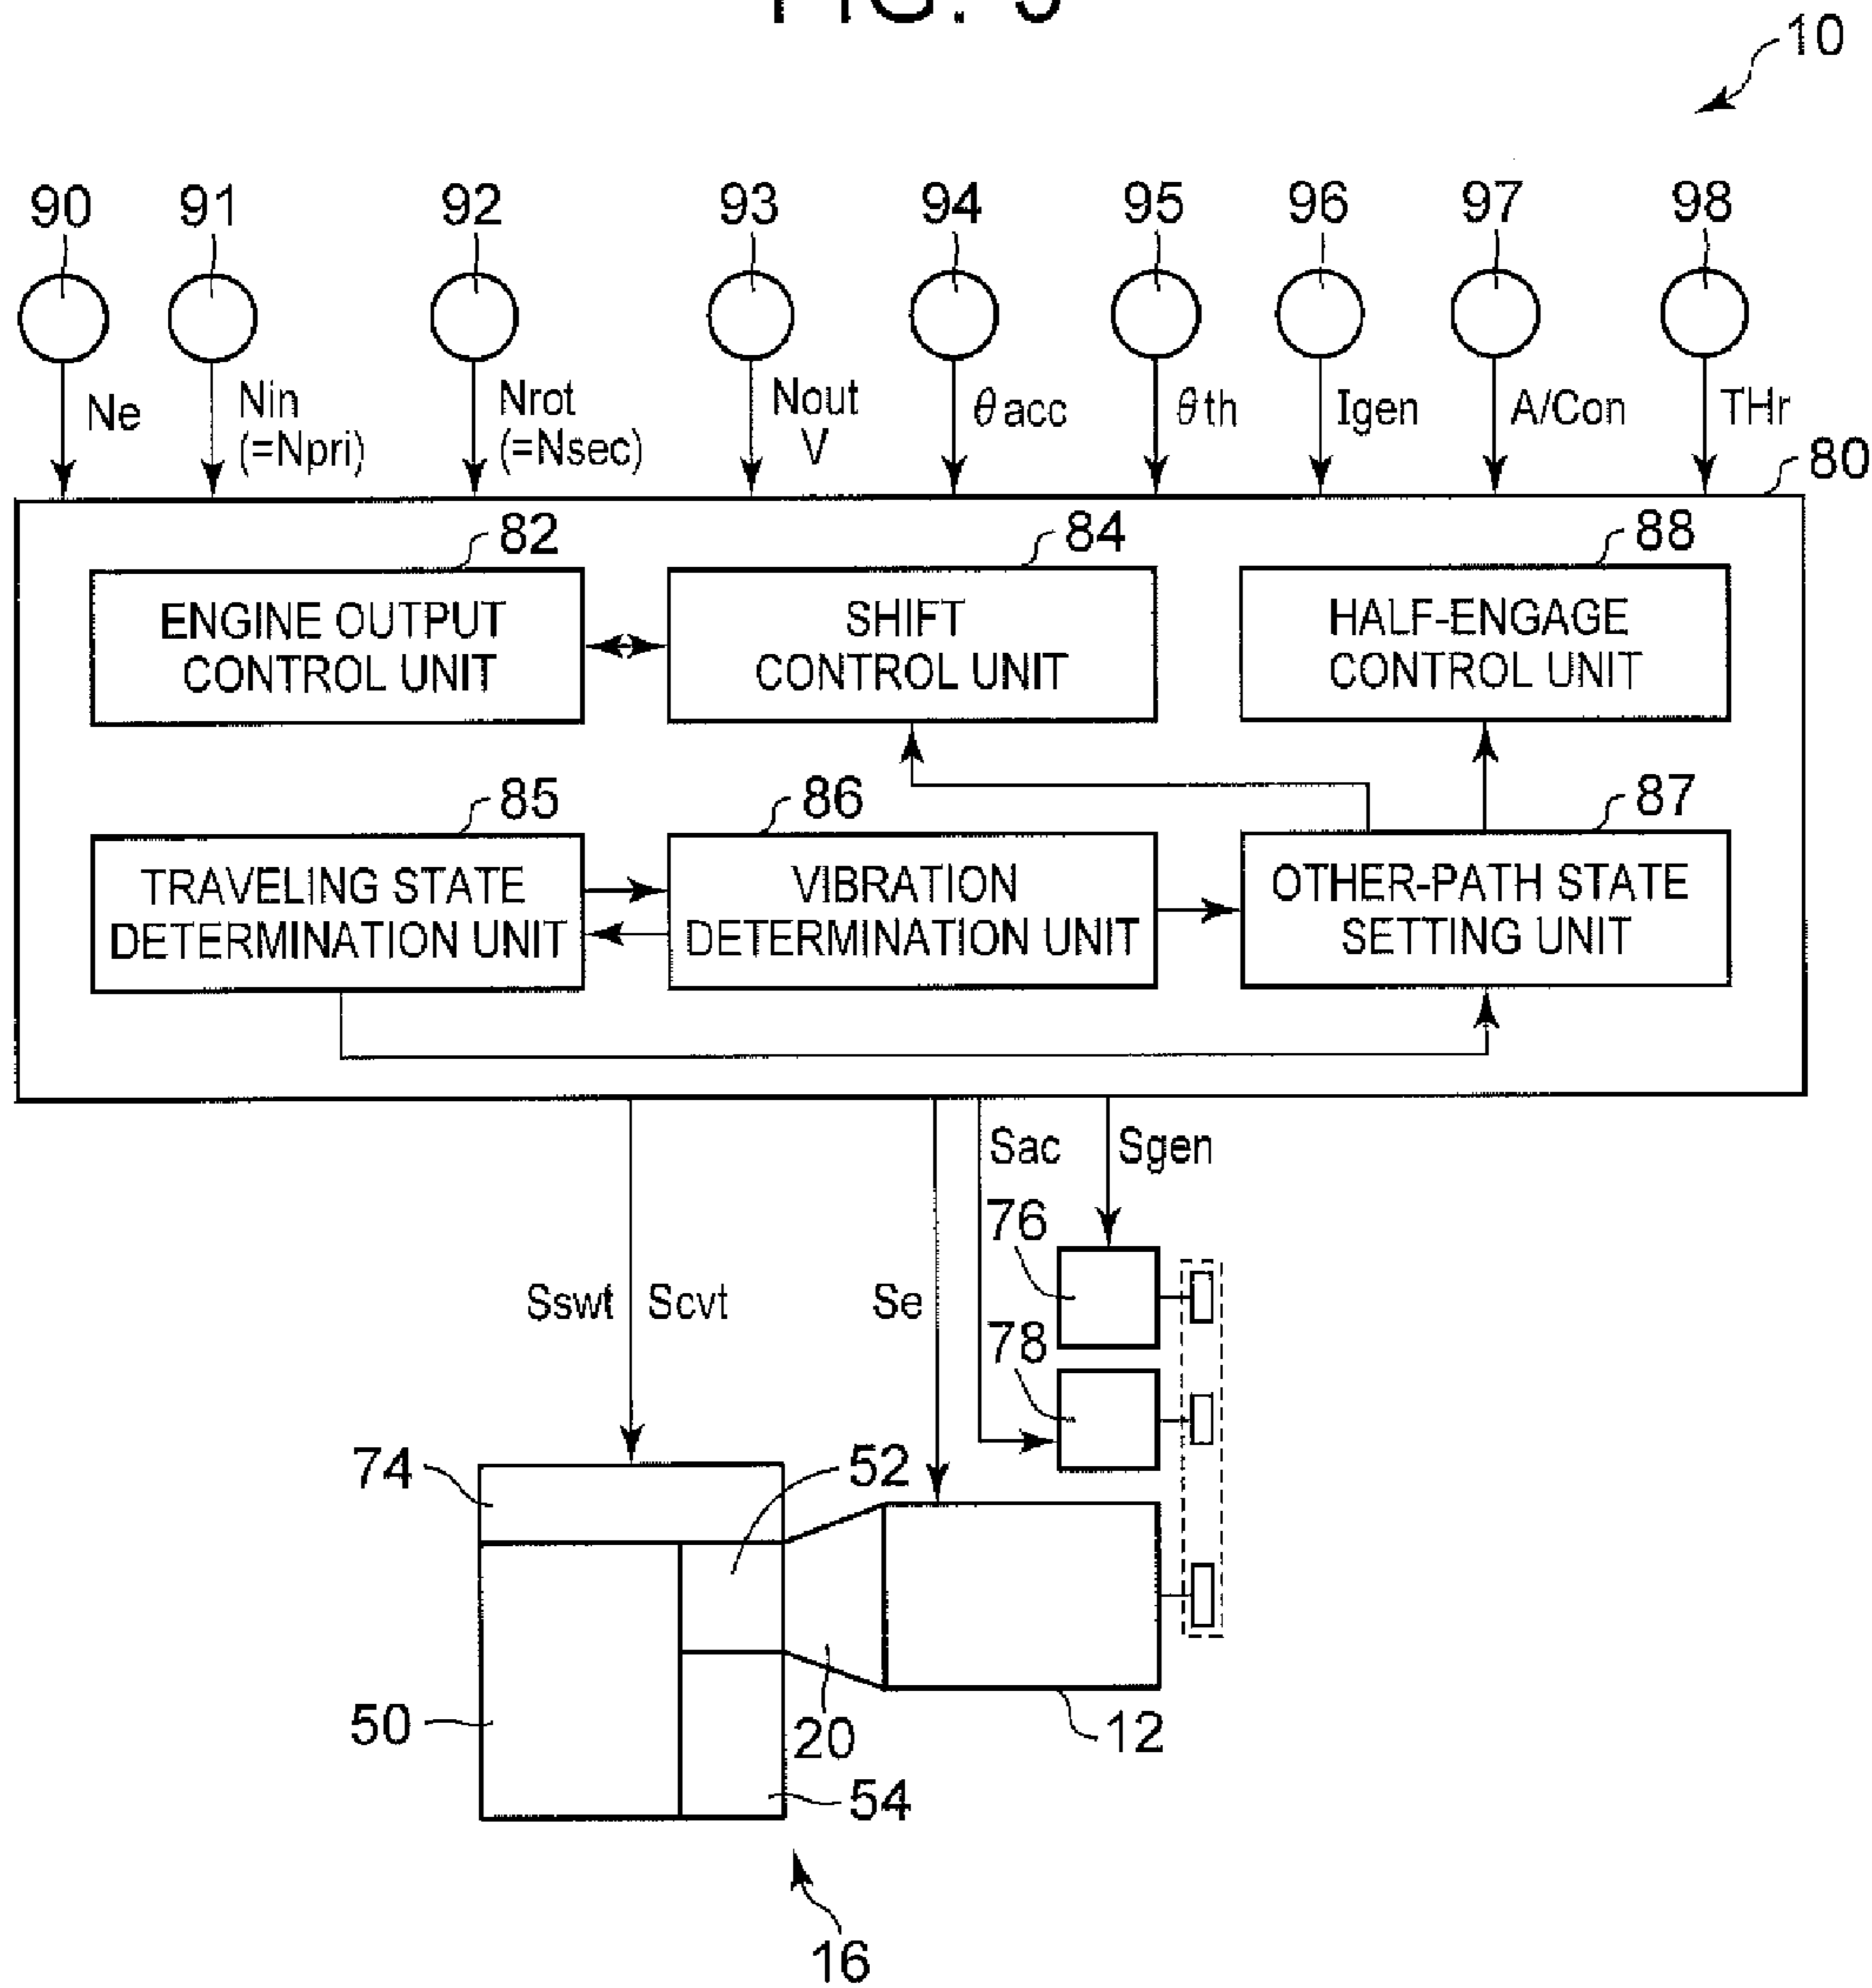 FIG.
10
90 91 92 93 94 95 96 97 98
Ne
Nin
(=Npri)
Nrot
(=Nsec)
Nout
V
θacc
θth
Igen
A/Con
THr
80
82
ENGINE OUTPUT
CONTROL UNIT
84
SHIFT
CONTROL UNIT
88
HALF-ENGAGE
CONTROL UNIT
85
TRAVELING STATE
DETERMINATION UNIT
86
VIBRATION
DETERMINATION UNIT
87
OTHER-PATH STATE
SETTING UNIT
Sac
Sgen
76
Sswt
Scvt
Se
78
74
52
50
20
12
54
16